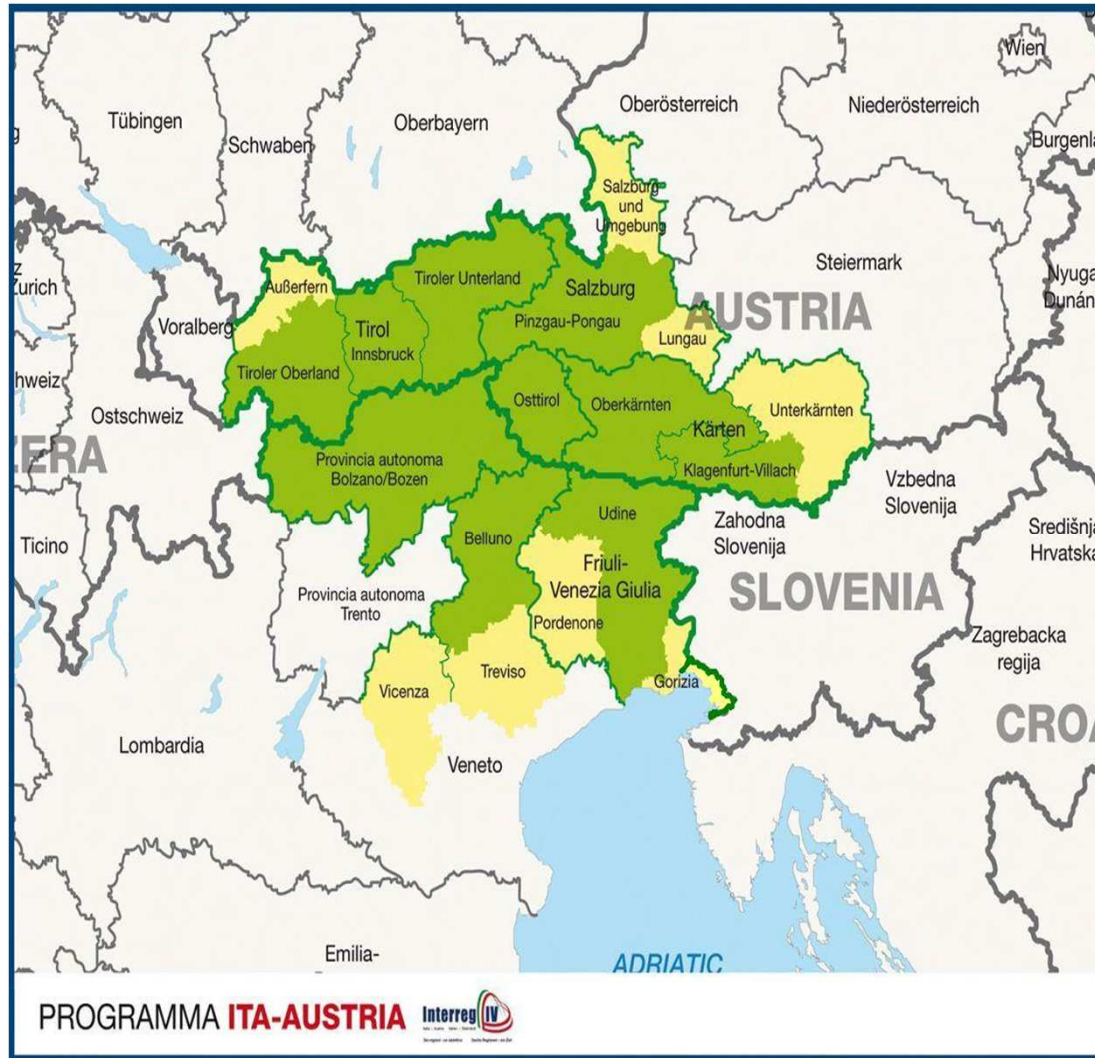 Wien
Oberösterreich
Niederösterreich
Tübingen
Oberbayern
Schwaben
Burgenla
Salzburg
und
Umgebung
Steiermark
Nyuga
Dunán
Zurich
Außerfern
Tiroler Unterland
Salzburg
AUSTRIA
Voralberg
Tirol
Innsbruck
Pinzgau-Pongau
Lungau
hweiz
Tiroler Oberland
Ostschweiz
Osttirol
Oberkärnten
Unterkärnten
Kärten
ERA
Provincia autonoma
Bolzano/Bozen
Klagenfurt-Villach
Vzbedna
Slovenija
Udine
Zahodna
Slovenija
Ticino
Belluno
Središnja
Hrvatska
Friuli-
Venezia Giulia
SLOVENIA
Provincia autonoma
Trento
Pordenone
Zagrebacka
regija
Treviso
Vicenza
Gorizia
CROA
Lombardia
Veneto
Emilia-
ADRIATIC
PROGRAMMA ITA-AUSTRIA
Interreg IV